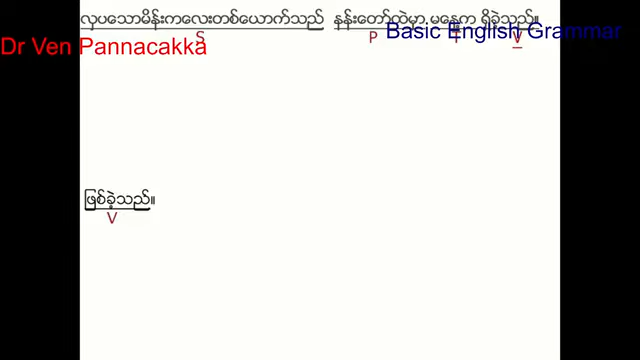 လှပသောမိန်းကလေးတစ်ယောက်သည် နန်းတော်ထဲမှာ မနေ့က ရှိခဲ့သည်။
S P T V
Dr Ven Pannacakka
Basic English Grammar
ဖြစ်ခဲ့သည်။
V